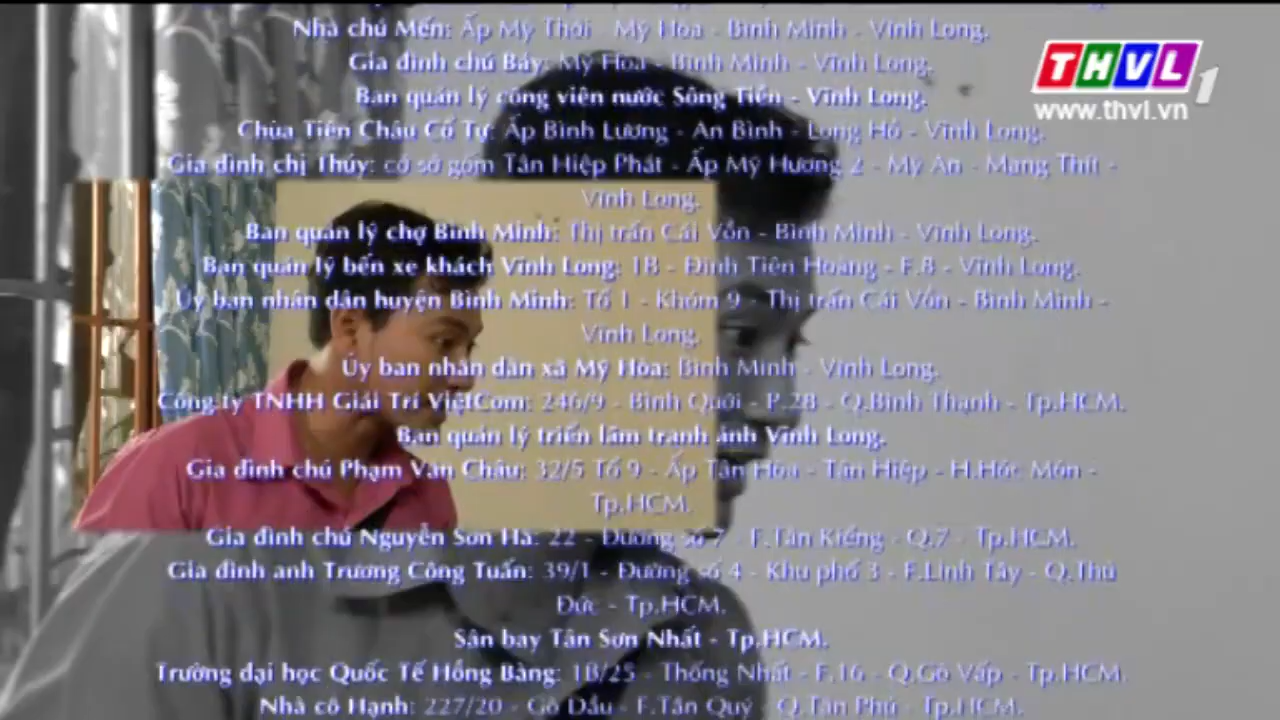 Nhà chú Mến: Ấp Mỹ Thới - Mỹ Hòa - Bình Minh - Vĩnh Long.
Gia đình chú Bảy: Mỹ Hòa - Bình Minh - Vĩnh Long.
Ban quản lý công viên nước Sông Tiền - Vĩnh Long.
Chùa Tiên Châu Cổ Tự: Ấp Bình Lương - An Bình - Long Hồ - Vĩnh Long.
Gia đình chị Thúy: cở sở gốm Tân Hiệp Phát - Ấp Mỹ Hương 2 - Mỹ An - Mang Thít -
Vĩnh Long.
Ban quản lý chợ Bình Minh: Thị trấn Cái Vồn - Bình Minh - Vĩnh Long.
Ban quản lý bến xe khách Vĩnh Long: 1B - Đinh Tiên Hoàng - F.8 - Vĩnh Long.
Ủy ban nhân dân huyện Bình Minh: Tổ 1 - Khóm 9 - Thị trấn Cái Vồn - Bình Minh -
Vĩnh Long.
Ủy ban nhân dân xã Mỹ Hòa: Bình Minh - Vĩnh Long.
Công ty TNHH Giải Trí ViệtCom: 246/9 - Bình Quới - P.28 - Q.Bình Thạnh - Tp.HCM.
Ban quản lý triển lãm tranh ảnh Vĩnh Long.
Gia đình chú Phạm Văn Châu: 32/5 Tổ 9 - Ấp Tân Hòa - Tân Hiệp - H.Hóc Môn -
Tp.HCM.
Gia đình chú Nguyễn Sơn Hà: 22 - Đường số 7 - F.Tân Kiểng - Q.7 - Tp.HCM.
Gia đình anh Trương Công Tuấn: 39/1 - Đường số 4 - Khu phố 3 - F.Linh Tây - Q.Thủ
Đức - Tp.HCM.
Sân bay Tân Sơn Nhất - Tp.HCM.
Trường đại học Quốc Tế Hồng Bàng: 1B/25 - Thống Nhất - F.16 - Q.Gò Vấp - Tp.HCM.
Nhà cô Hạnh: 227/20 - Gò Dầu - F.Tân Quý - Q.Tân Phú - Tp.HCM.
THVL 1
www.thvl.vn